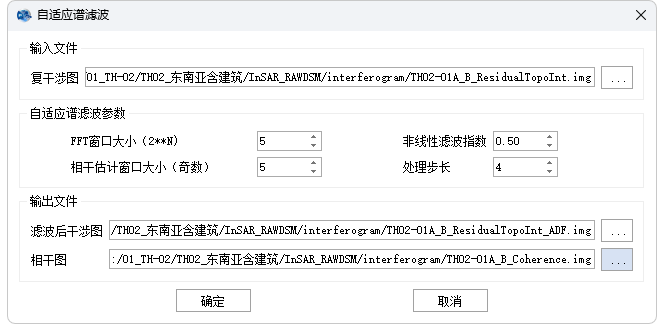 自适应谱滤波
输入文件
复干涉图 01_TH-02/TH02_东南亚含建筑/InSAR_RAWDSM/interferogram/TH02-01A_B_ResidualTopoInt.img ...
自适应谱滤波参数
FFT窗口大小（2**N） 5 非线性滤波指数 0.50
相干估计窗口大小（奇数） 5 处理步长 4
输出文件
滤波后干涉图 /TH02_东南亚含建筑/InSAR_RAWDSM/interferogram/TH02-01A_B_ResidualTopoInt_ADF.img ...
相干图 :/01_TH-02/TH02_东南亚含建筑/InSAR_RAWDSM/interferogram/TH02-01A_B_Coherence.img ...
确定 取消